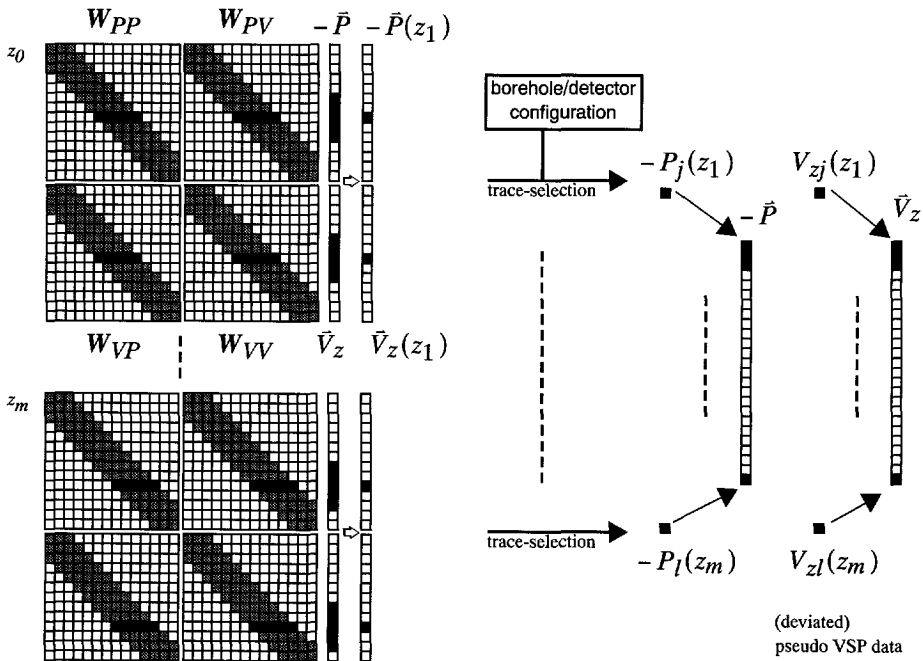 W_PP W_PV −P⃗ −P⃗(z_1)
z_0
borehole/detector
configuration
trace-selection
−P_j(z_1) V_zj(z_1)
−P⃗ V⃗_z
W_VP W_VV V⃗_z V⃗_z(z_1)
z_m
trace-selection
−P_l(z_m) V_zl(z_m)
(deviated)
pseudo VSP data